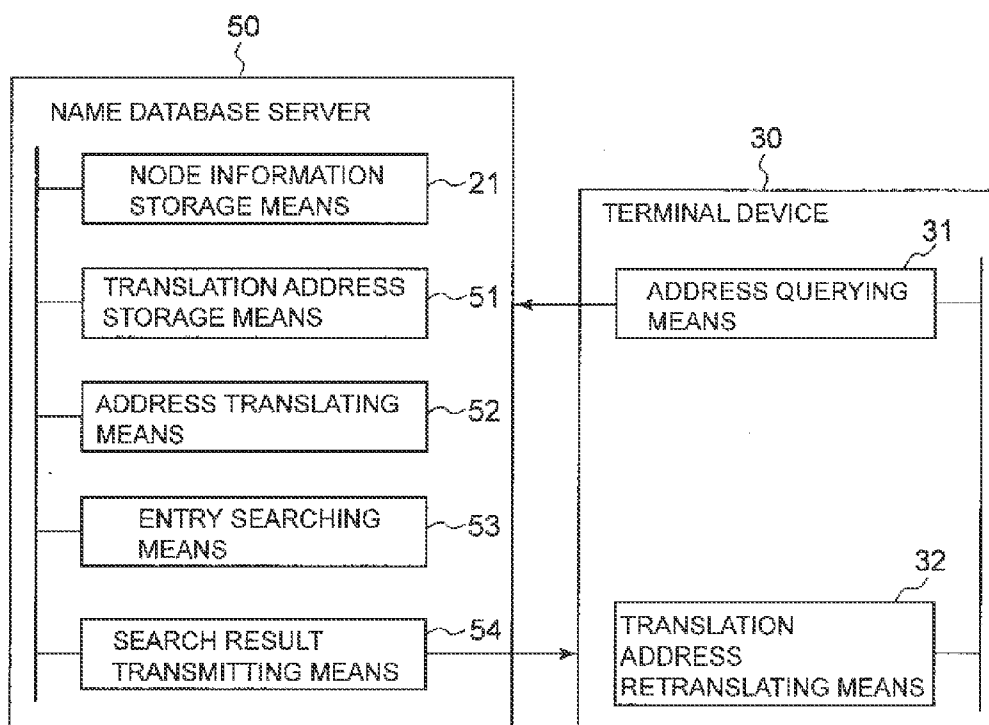 50
NAME DATABASE SERVER
NODE INFORMATION
STORAGE MEANS
21
TRANSLATION ADDRESS
STORAGE MEANS
51
ADDRESS TRANSLATING
MEANS
52
ENTRY SEARCHING
MEANS
53
SEARCH RESULT
TRANSMITTING MEANS
54
30
TERMINAL DEVICE
31
ADDRESS QUERYING
MEANS
32
TRANSLATION
ADDRESS
RETRANSLATING MEANS